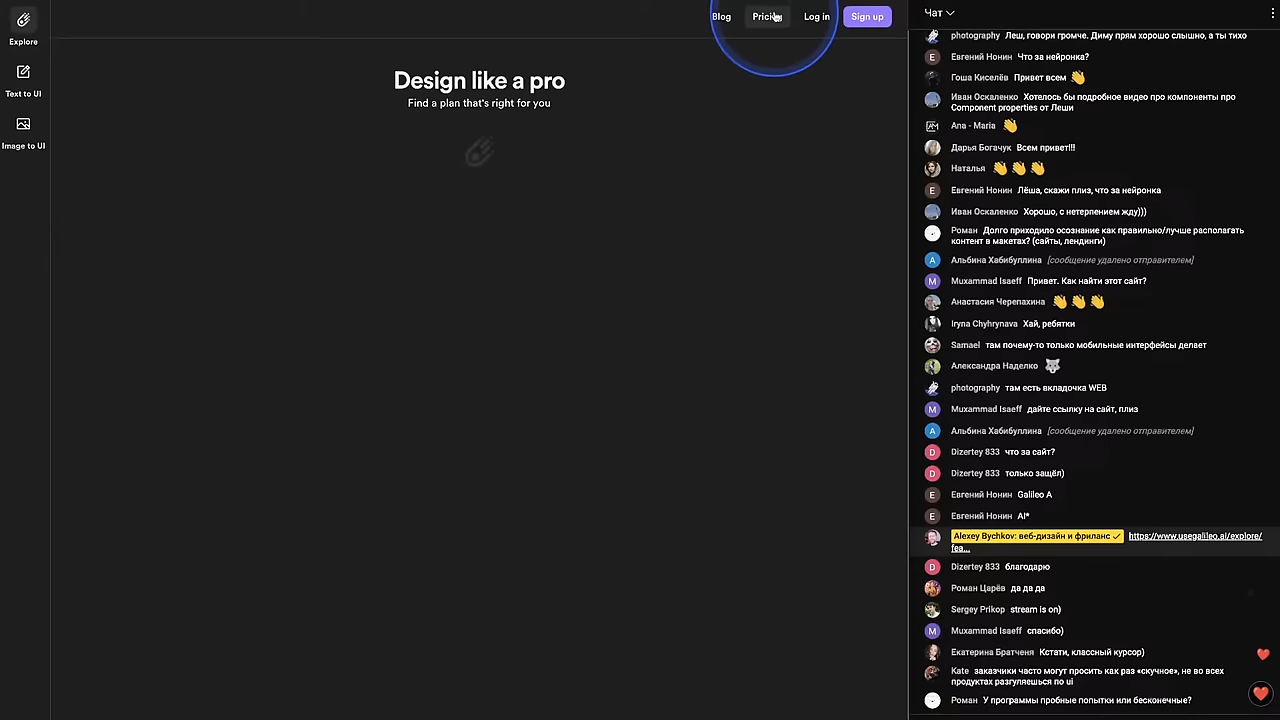 Explore
Text to UI
Image to UI
Blog
Pricing
Log in
Sign up
Design like a pro
Find a plan that's right for you
Чат
photography Леш, говори громче. Диму прям хорошо слышно, а ты тихо
Е Евгений Нонин Что за нейронка?
Гоша Киселёв Привет всем 👋
Иван Оскаленко Хотелось бы подробное видео про компоненты про
Component properties от Леши
AM Ana - Maria 👋
Дарья Богачук Всем привет!!!
Наталья 👋 👋 👋
Е Евгений Нонин Лёша, скажи плиз, что за нейронка
Иван Оскаленко Хорошо, с нетерпением жду)))
Роман Долго приходило осознание как правильно/лучше располагать
контент в макетах? (сайты, лендинги)
А Альбина Хабибуллина [сообщение удалено отправителем]
M Muxammad Isaeff Привет. Как найти этот сайт?
Анастасия Черепахина 👋 👋 👋
Iryna Chyhrynava Хай, ребятки
Samael там почему-то только мобильные интерфейсы делает
Александра Наделко 🐺
photography там есть вкладочка WEB
M Muxammad Isaeff дайте ссылку на сайт, плиз
А Альбина Хабибуллина [сообщение удалено отправителем]
D Dizertey 833 что за сайт?
D Dizertey 833 только защёл)
Е Евгений Нонин Galileo A
Е Евгений Нонин AI*
Alexey Bychkov: веб-дизайн и фриланс https://www.usegalileo.ai/explore/
fea...
D Dizertey 833 благодарю
Роман Царёв да да да
Sergey Prikop stream is on)
M Muxammad Isaeff спасибо)
Екатерина Братченя Кстати, классный курсор)
Kate заказчики часто могут просить как раз «скучное», не во всех
продуктах разгуляешься по ui
Роман У программы пробные попытки или бесконечные?